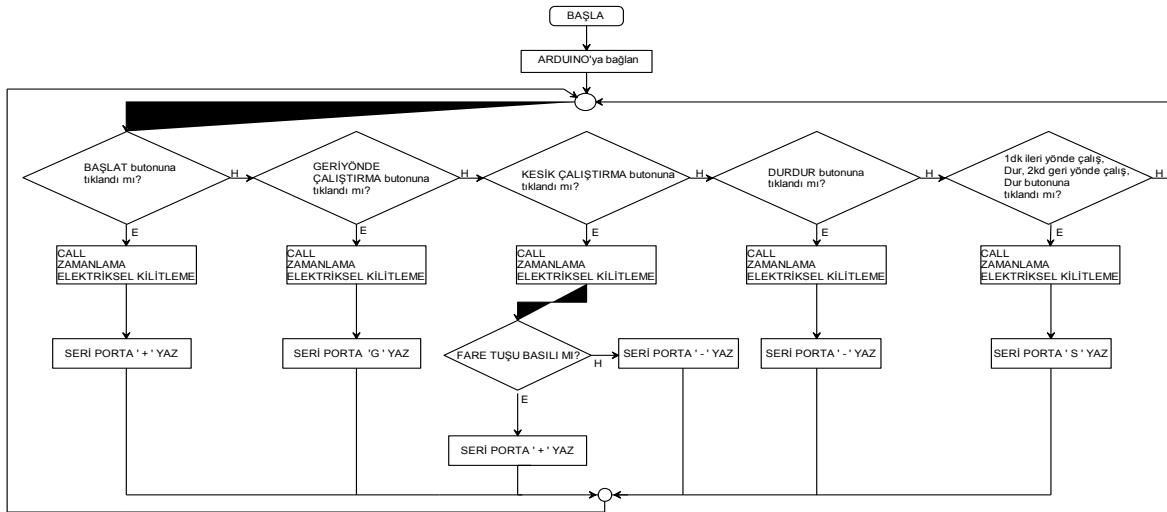 BAŞLA
ARDUINO'ya bağlan
BAŞLAT butonuna
tıklandı mı?
H
GERİYÖNDE
ÇALIŞTIRMA butonuna
tıklandı mı?
H
KESİK ÇALIŞTIRMA butonuna
tıklandı mı?
H
DURDUR butonuna
tıklandı mı?
H
1dk ileri yönde çalış,
Dur, 2kd geri yönde çalış,
Dur butonuna
tıklandı mı?
H
E
E
E
E
E
CALL
ZAMANLAMA
ELEKTRİKSEL KİLİTLEME
CALL
ZAMANLAMA
ELEKTRİKSEL KİLİTLEME
CALL
ZAMANLAMA
ELEKTRİKSEL KİLİTLEME
CALL
ZAMANLAMA
ELEKTRİKSEL KİLİTLEME
CALL
ZAMANLAMA
ELEKTRİKSEL KİLİTLEME
SERİ PORTA ' + ' YAZ
SERİ PORTA 'G ' YAZ
FARE TUŞU BASILI MI?
H
SERİ PORTA ' - ' YAZ
SERİ PORTA ' - ' YAZ
SERİ PORTA ' S ' YAZ
E
SERİ PORTA ' + ' YAZ